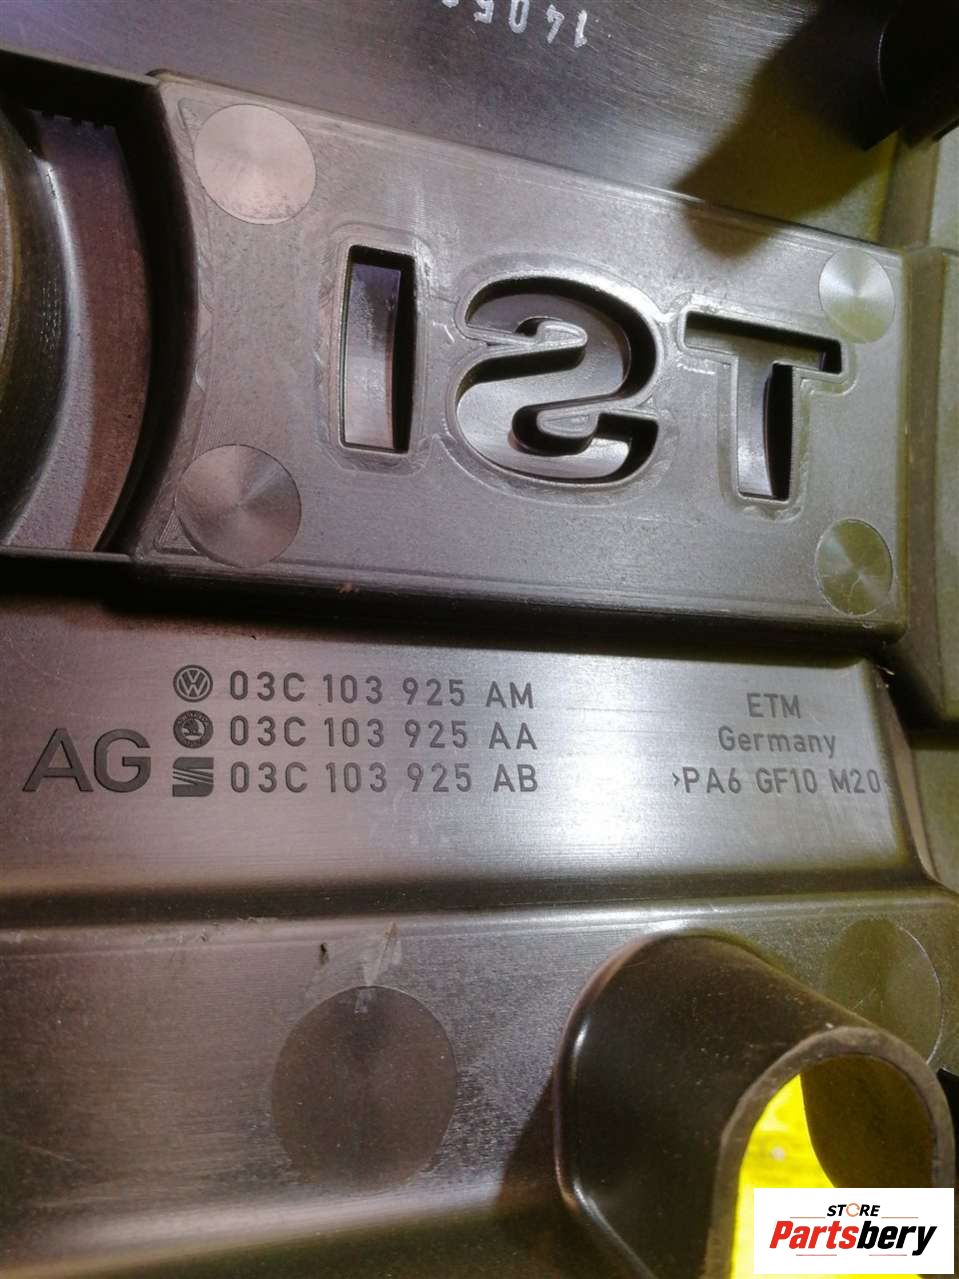 1405
TSI
03C 103 925 AM
03C 103 925 AA
AG 03C 103 925 AB
ETM
Germany
>PA6 GF10 M20
STORE
Partsbery